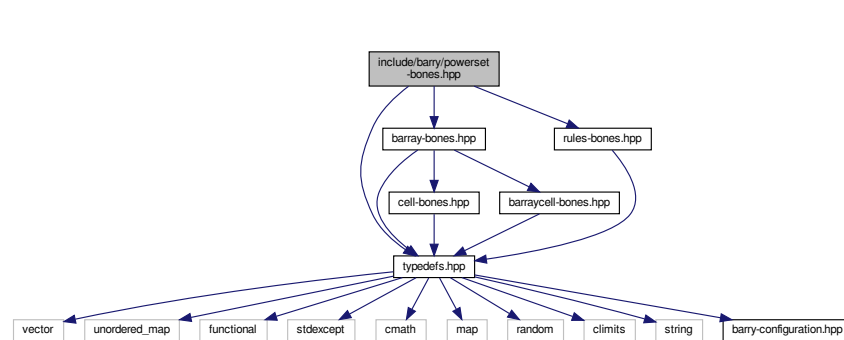 include/barry/powerset
-bones.hpp
barray-bones.hpp
rules-bones.hpp
cell-bones.hpp
barraycell-bones.hpp
typedefs.hpp
vector
unordered_map
functional
stdexcept
cmath
map
random
climits
string
barry-configuration.hpp